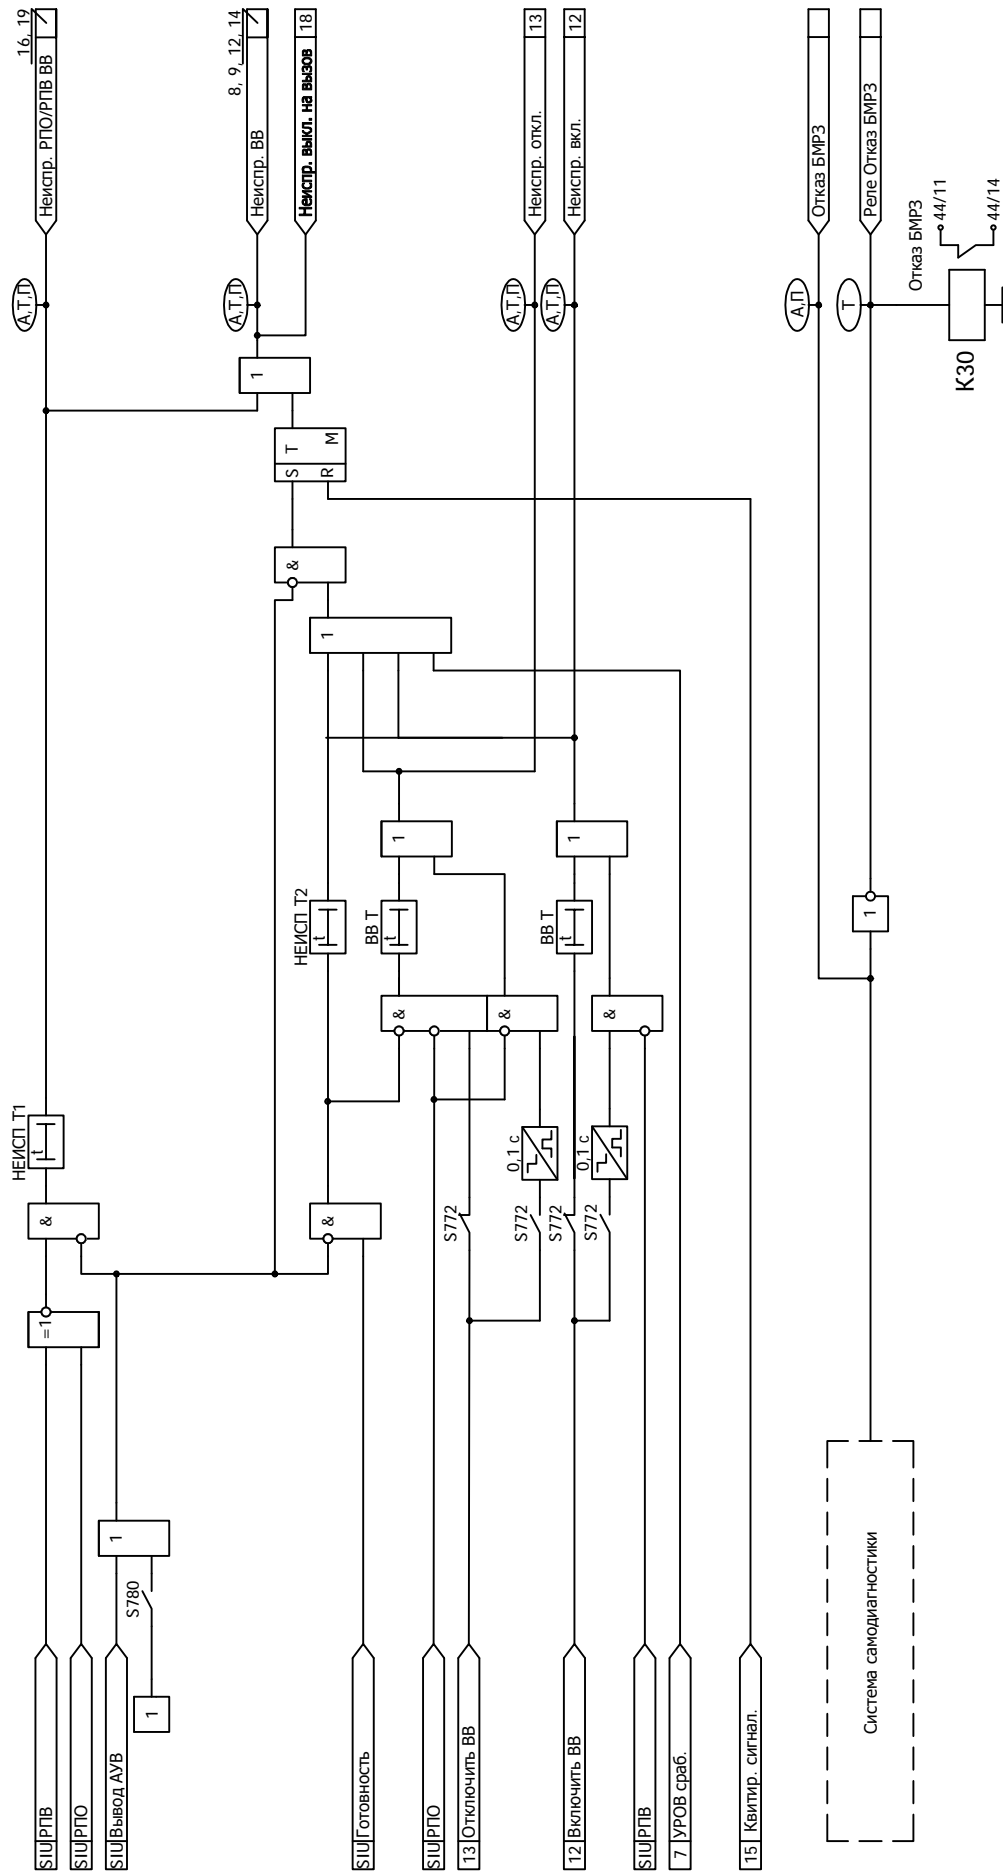 SIU РПВ
SIU РПО
SIU Вывод АУВ
1
S780
1
=1
&
НЕИСП Т1
t
А,Т,П
Неиспр. РПО/РПВ ВВ
16, 19
SIU Готовность
&
НЕИСП Т2
t
1
&
S T
R M
1
А,Т,П
Неиспр. ВВ
8, 9, 12, 14
Неиспр. выкл. на вызов 18
SIU РПО
13 Отключить ВВ
S772
S772
0,1 с
&
&
ВВ Т
t
1
А,Т,П
Неиспр. откл. 13
12 Включить ВВ
S772
S772
0,1 с
&
ВВ Т
t
1
А,Т,П
Неиспр. вкл. 12
SIU РПВ
7 УРОВ сраб.
15 Квитир. сигнал.
Система самодиагностики
1
А,П
Отказ БМРЗ
Т
Реле Отказ БМРЗ
К30
Отказ БМРЗ
44/11
44/14